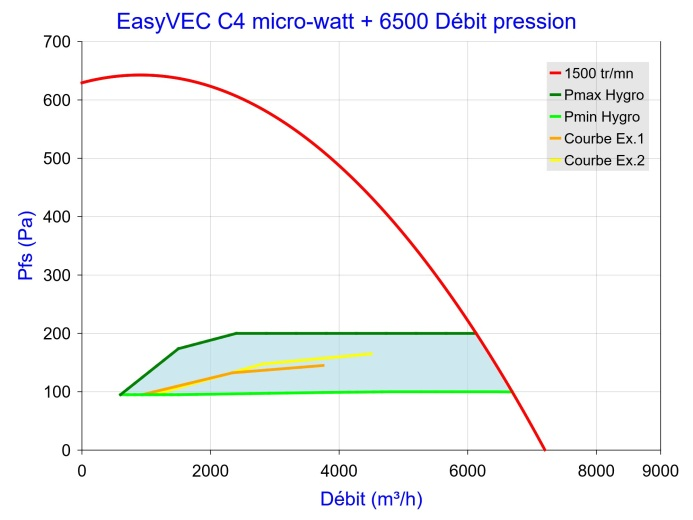 EasyVEC C4 micro-watt + 6500 Débit pression
700
600
500
400
300
200
100
0
Pfs (Pa)
1500 tr/mn
Pmax Hygro
Pmin Hygro
Courbe Ex.1
Courbe Ex.2
0 2000 4000 6000 8000 9000
Débit (m³/h)